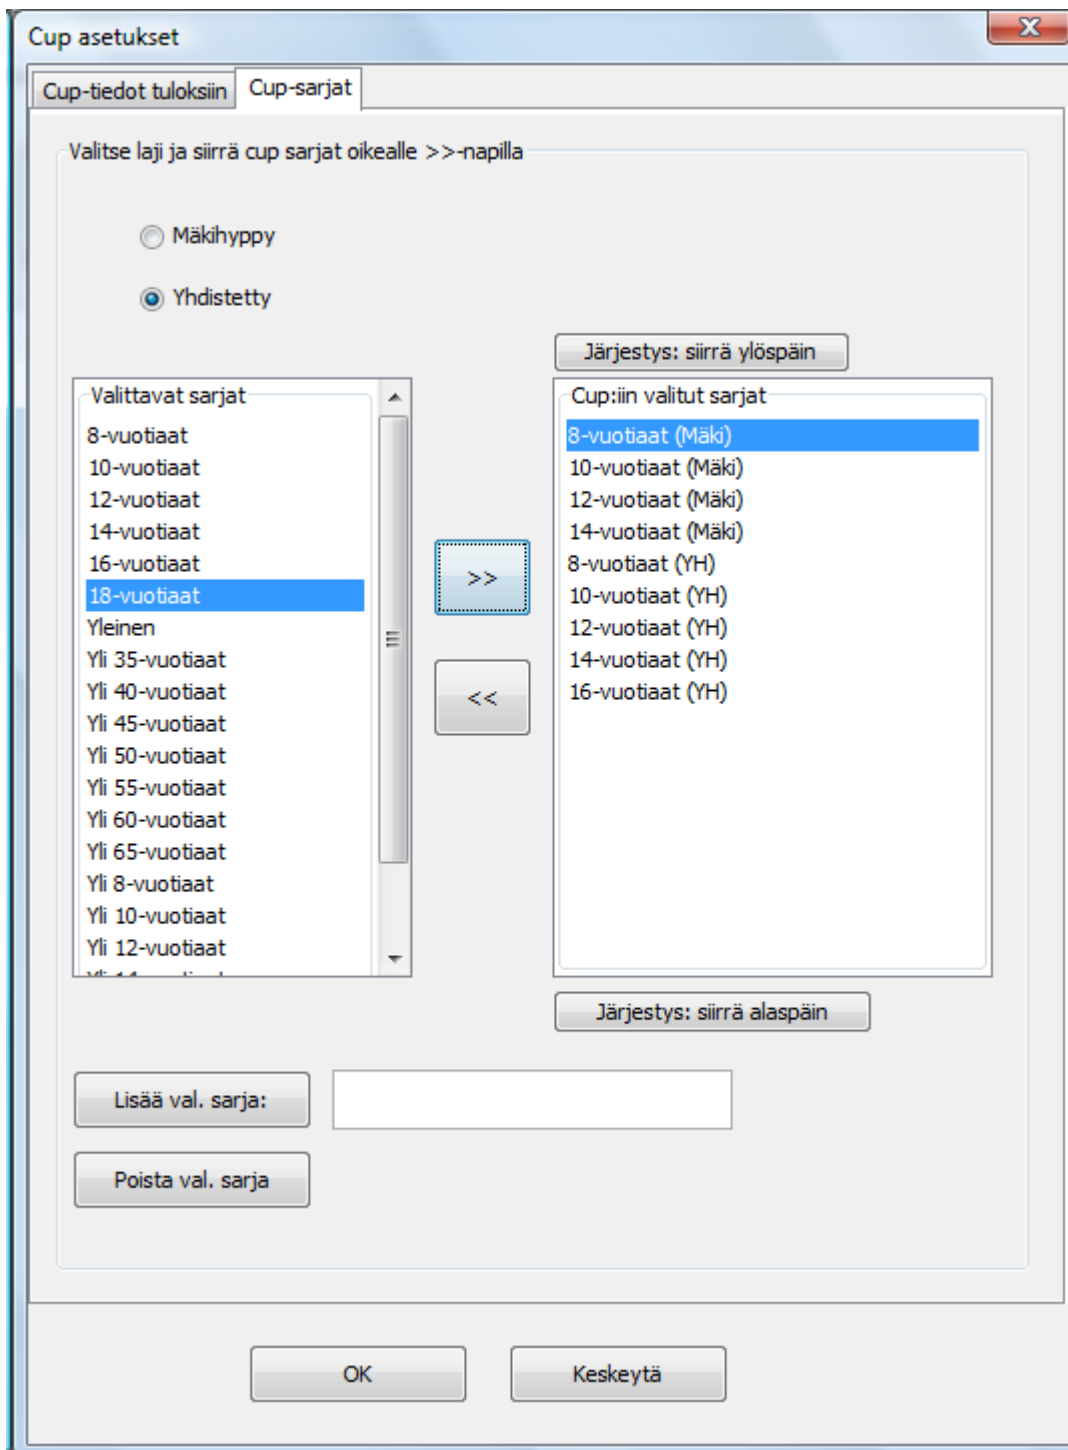 Cup asetukset
Cup-tiedot tuloksiin
Cup-sarjat
Valitse laji ja siirrä cup sarjat oikealle >>-napilla
Mäkihyppy
Yhdistetty
Järjestys: siirrä ylöspäin
Valittavat sarjat
8-vuotiaat
10-vuotiaat
12-vuotiaat
14-vuotiaat
16-vuotiaat
18-vuotiaat
Yleinen
Yli 35-vuotiaat
Yli 40-vuotiaat
Yli 45-vuotiaat
Yli 50-vuotiaat
Yli 55-vuotiaat
Yli 60-vuotiaat
Yli 65-vuotiaat
Yli 8-vuotiaat
Yli 10-vuotiaat
Yli 12-vuotiaat
>>
<<
Cup:iin valitut sarjat
8-vuotiaat (Mäki)
10-vuotiaat (Mäki)
12-vuotiaat (Mäki)
14-vuotiaat (Mäki)
8-vuotiaat (YH)
10-vuotiaat (YH)
12-vuotiaat (YH)
14-vuotiaat (YH)
16-vuotiaat (YH)
Järjestys: siirrä alaspäin
Lisää val. sarja:
Poista val. sarja
OK
Keskeytä